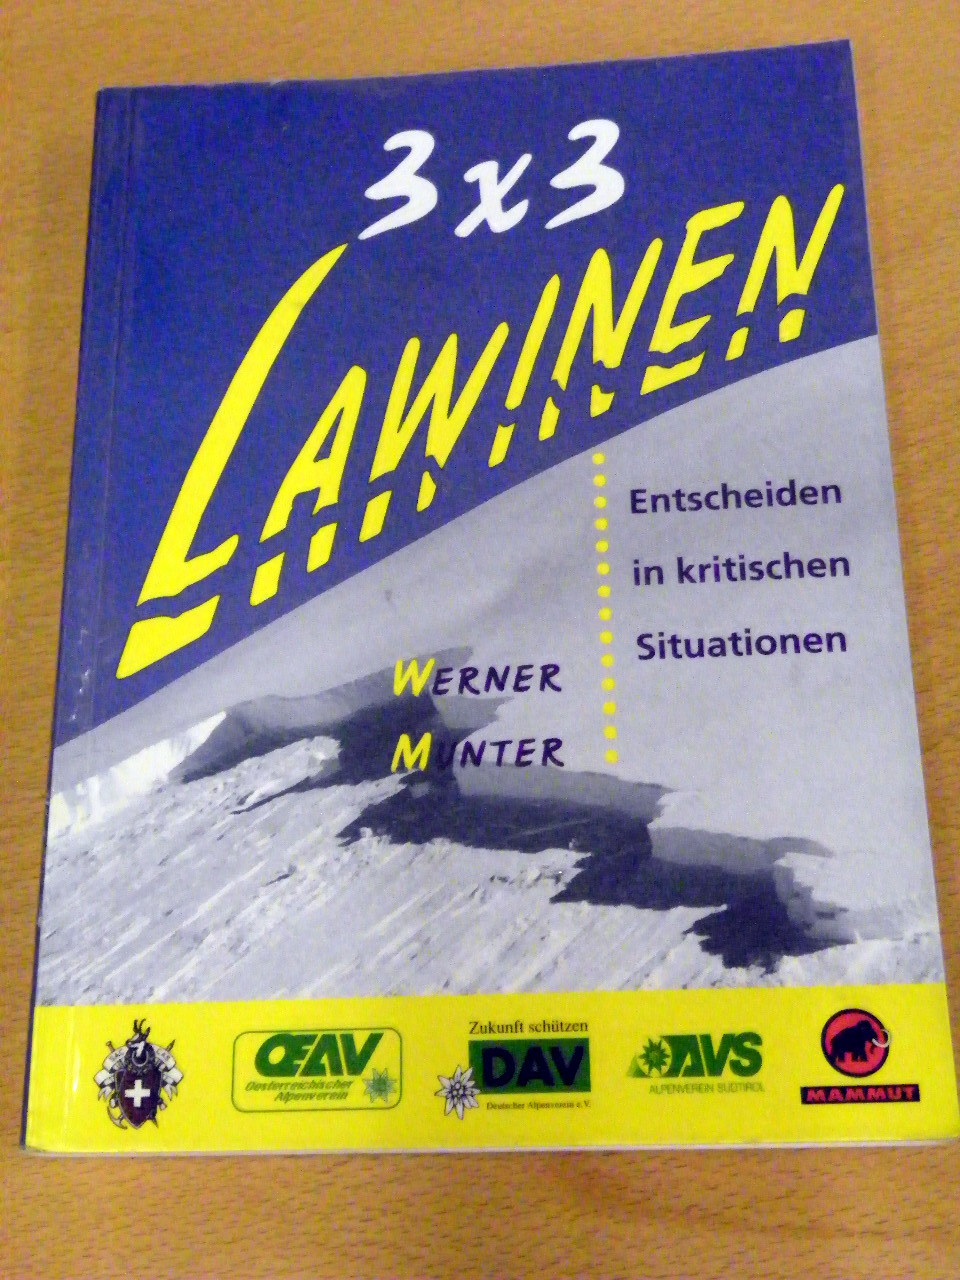 3x3
LAWINEN
Entscheiden
in kritischen
Situationen
WERNER
MUNTER
Zukunft schützen
OEAV
Oesterreichischer
Alpenverein
DAV
Deutscher Alpenverein e.V.
AVS
ALPENVEREIN SÜDTIROL
MAMMUT